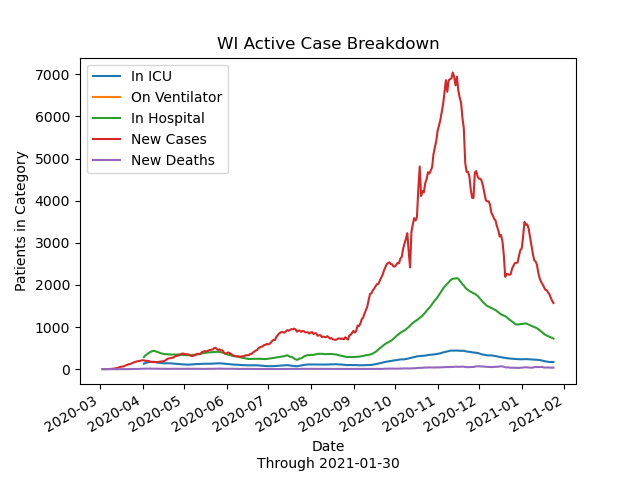 WI Active Case Breakdown
In ICU
On Ventilator
In Hospital
New Cases
New Deaths
Patients in Category
7000
6000
5000
4000
3000
2000
1000
0
2020-03
2020-04
2020-05
2020-06
2020-07
2020-08
2020-09
2020-10
2020-11
2020-12
2021-01
2021-02
Date
Through 2021-01-30